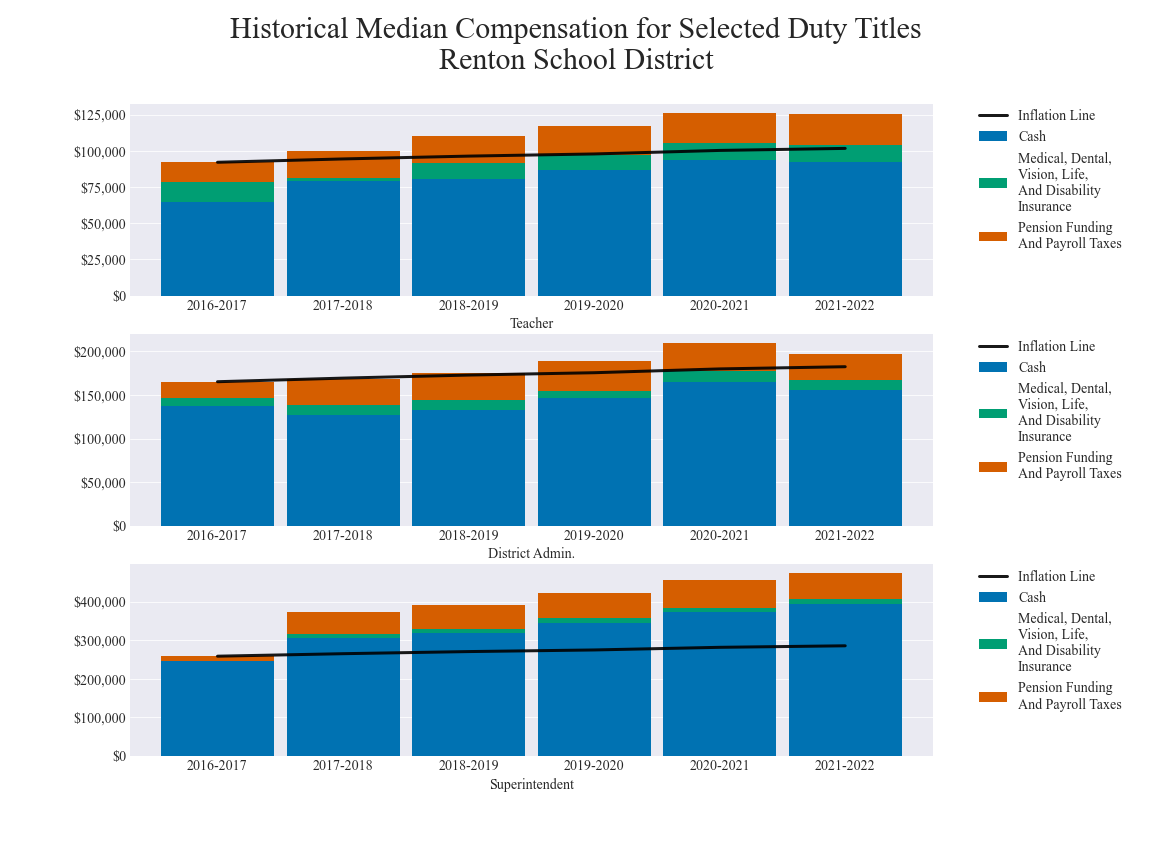 Historical Median Compensation for Selected Duty Titles
Renton School District
$125,000
$100,000
$75,000
$50,000
$25,000
$0
2016-2017 2017-2018 2018-2019 2019-2020 2020-2021 2021-2022
Teacher
Inflation Line
Cash
Medical, Dental,
Vision, Life,
And Disability
Insurance
Pension Funding
And Payroll Taxes
$200,000
$150,000
$100,000
$50,000
$0
2016-2017 2017-2018 2018-2019 2019-2020 2020-2021 2021-2022
District Admin.
Inflation Line
Cash
Medical, Dental,
Vision, Life,
And Disability
Insurance
Pension Funding
And Payroll Taxes
$400,000
$300,000
$200,000
$100,000
$0
2016-2017 2017-2018 2018-2019 2019-2020 2020-2021 2021-2022
Superintendent
Inflation Line
Cash
Medical, Dental,
Vision, Life,
And Disability
Insurance
Pension Funding
And Payroll Taxes